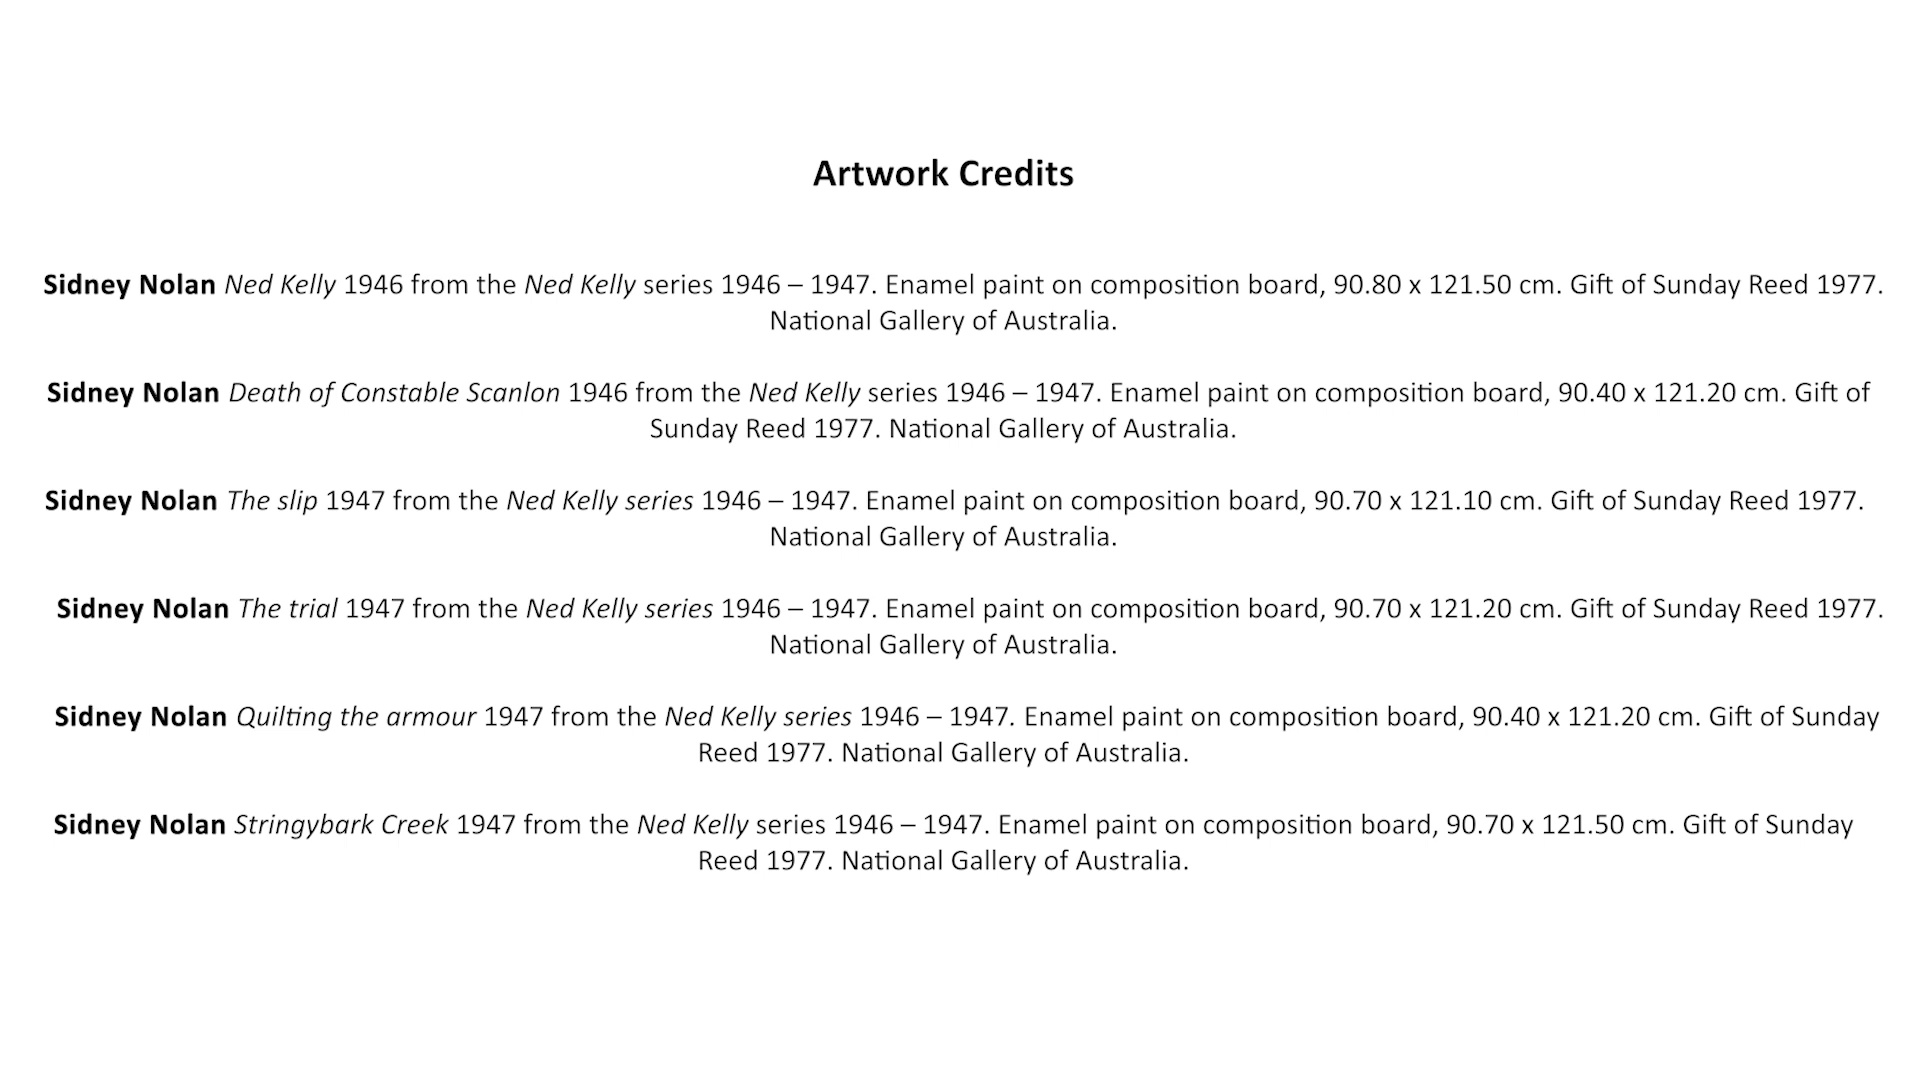 Artwork Credits
Sidney Nolan Ned Kelly 1946 from the Ned Kelly series 1946 – 1947. Enamel paint on composition board, 90.80 x 121.50 cm. Gift of Sunday Reed 1977.
National Gallery of Australia.
Sidney Nolan Death of Constable Scanlon 1946 from the Ned Kelly series 1946 – 1947. Enamel paint on composition board, 90.40 x 121.20 cm. Gift of
Sunday Reed 1977. National Gallery of Australia.
Sidney Nolan The slip 1947 from the Ned Kelly series 1946 – 1947. Enamel paint on composition board, 90.70 x 121.10 cm. Gift of Sunday Reed 1977.
National Gallery of Australia.
Sidney Nolan The trial 1947 from the Ned Kelly series 1946 – 1947. Enamel paint on composition board, 90.70 x 121.20 cm. Gift of Sunday Reed 1977.
National Gallery of Australia.
Sidney Nolan Quilting the armour 1947 from the Ned Kelly series 1946 – 1947. Enamel paint on composition board, 90.40 x 121.20 cm. Gift of Sunday
Reed 1977. National Gallery of Australia.
Sidney Nolan Stringybark Creek 1947 from the Ned Kelly series 1946 – 1947. Enamel paint on composition board, 90.70 x 121.50 cm. Gift of Sunday
Reed 1977. National Gallery of Australia.